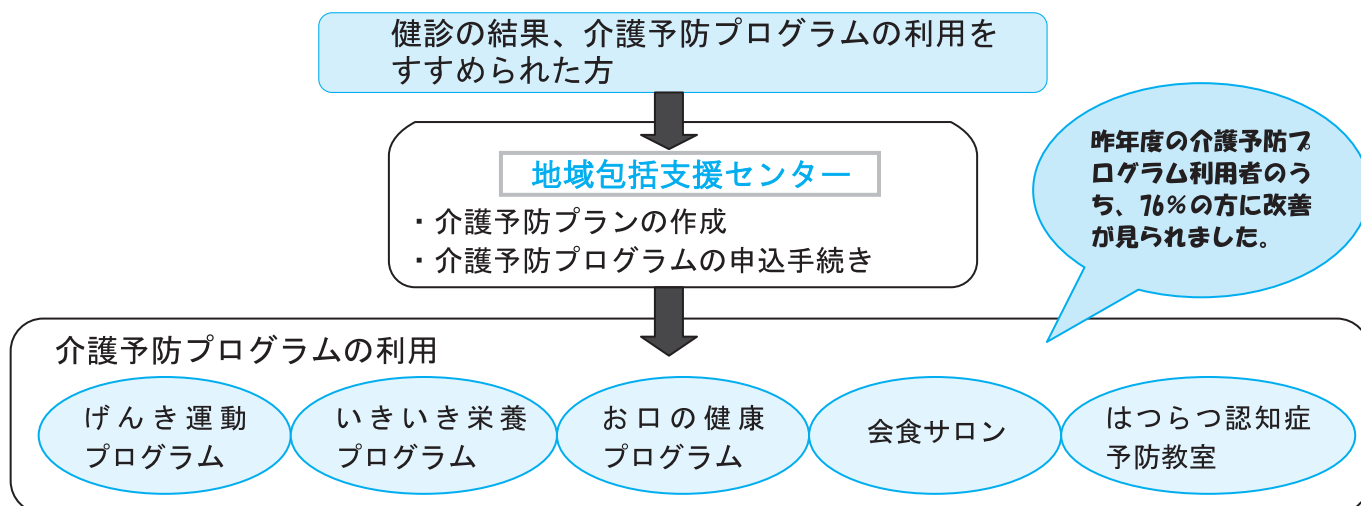 健診の結果、介護予防プログラムの利用を
すすめられた方
地域包括支援センター
・介護予防プランの作成
・介護予防プログラムの申込手続き
昨年度の介護予防プ
ログラム利用者のう
ち、76％の方に改善
が見られました。
介護予防プログラムの利用
げんき運動
プログラム
いきいき栄養
プログラム
お口の健康
プログラム
会食サロン
はつらつ認知症
予防教室